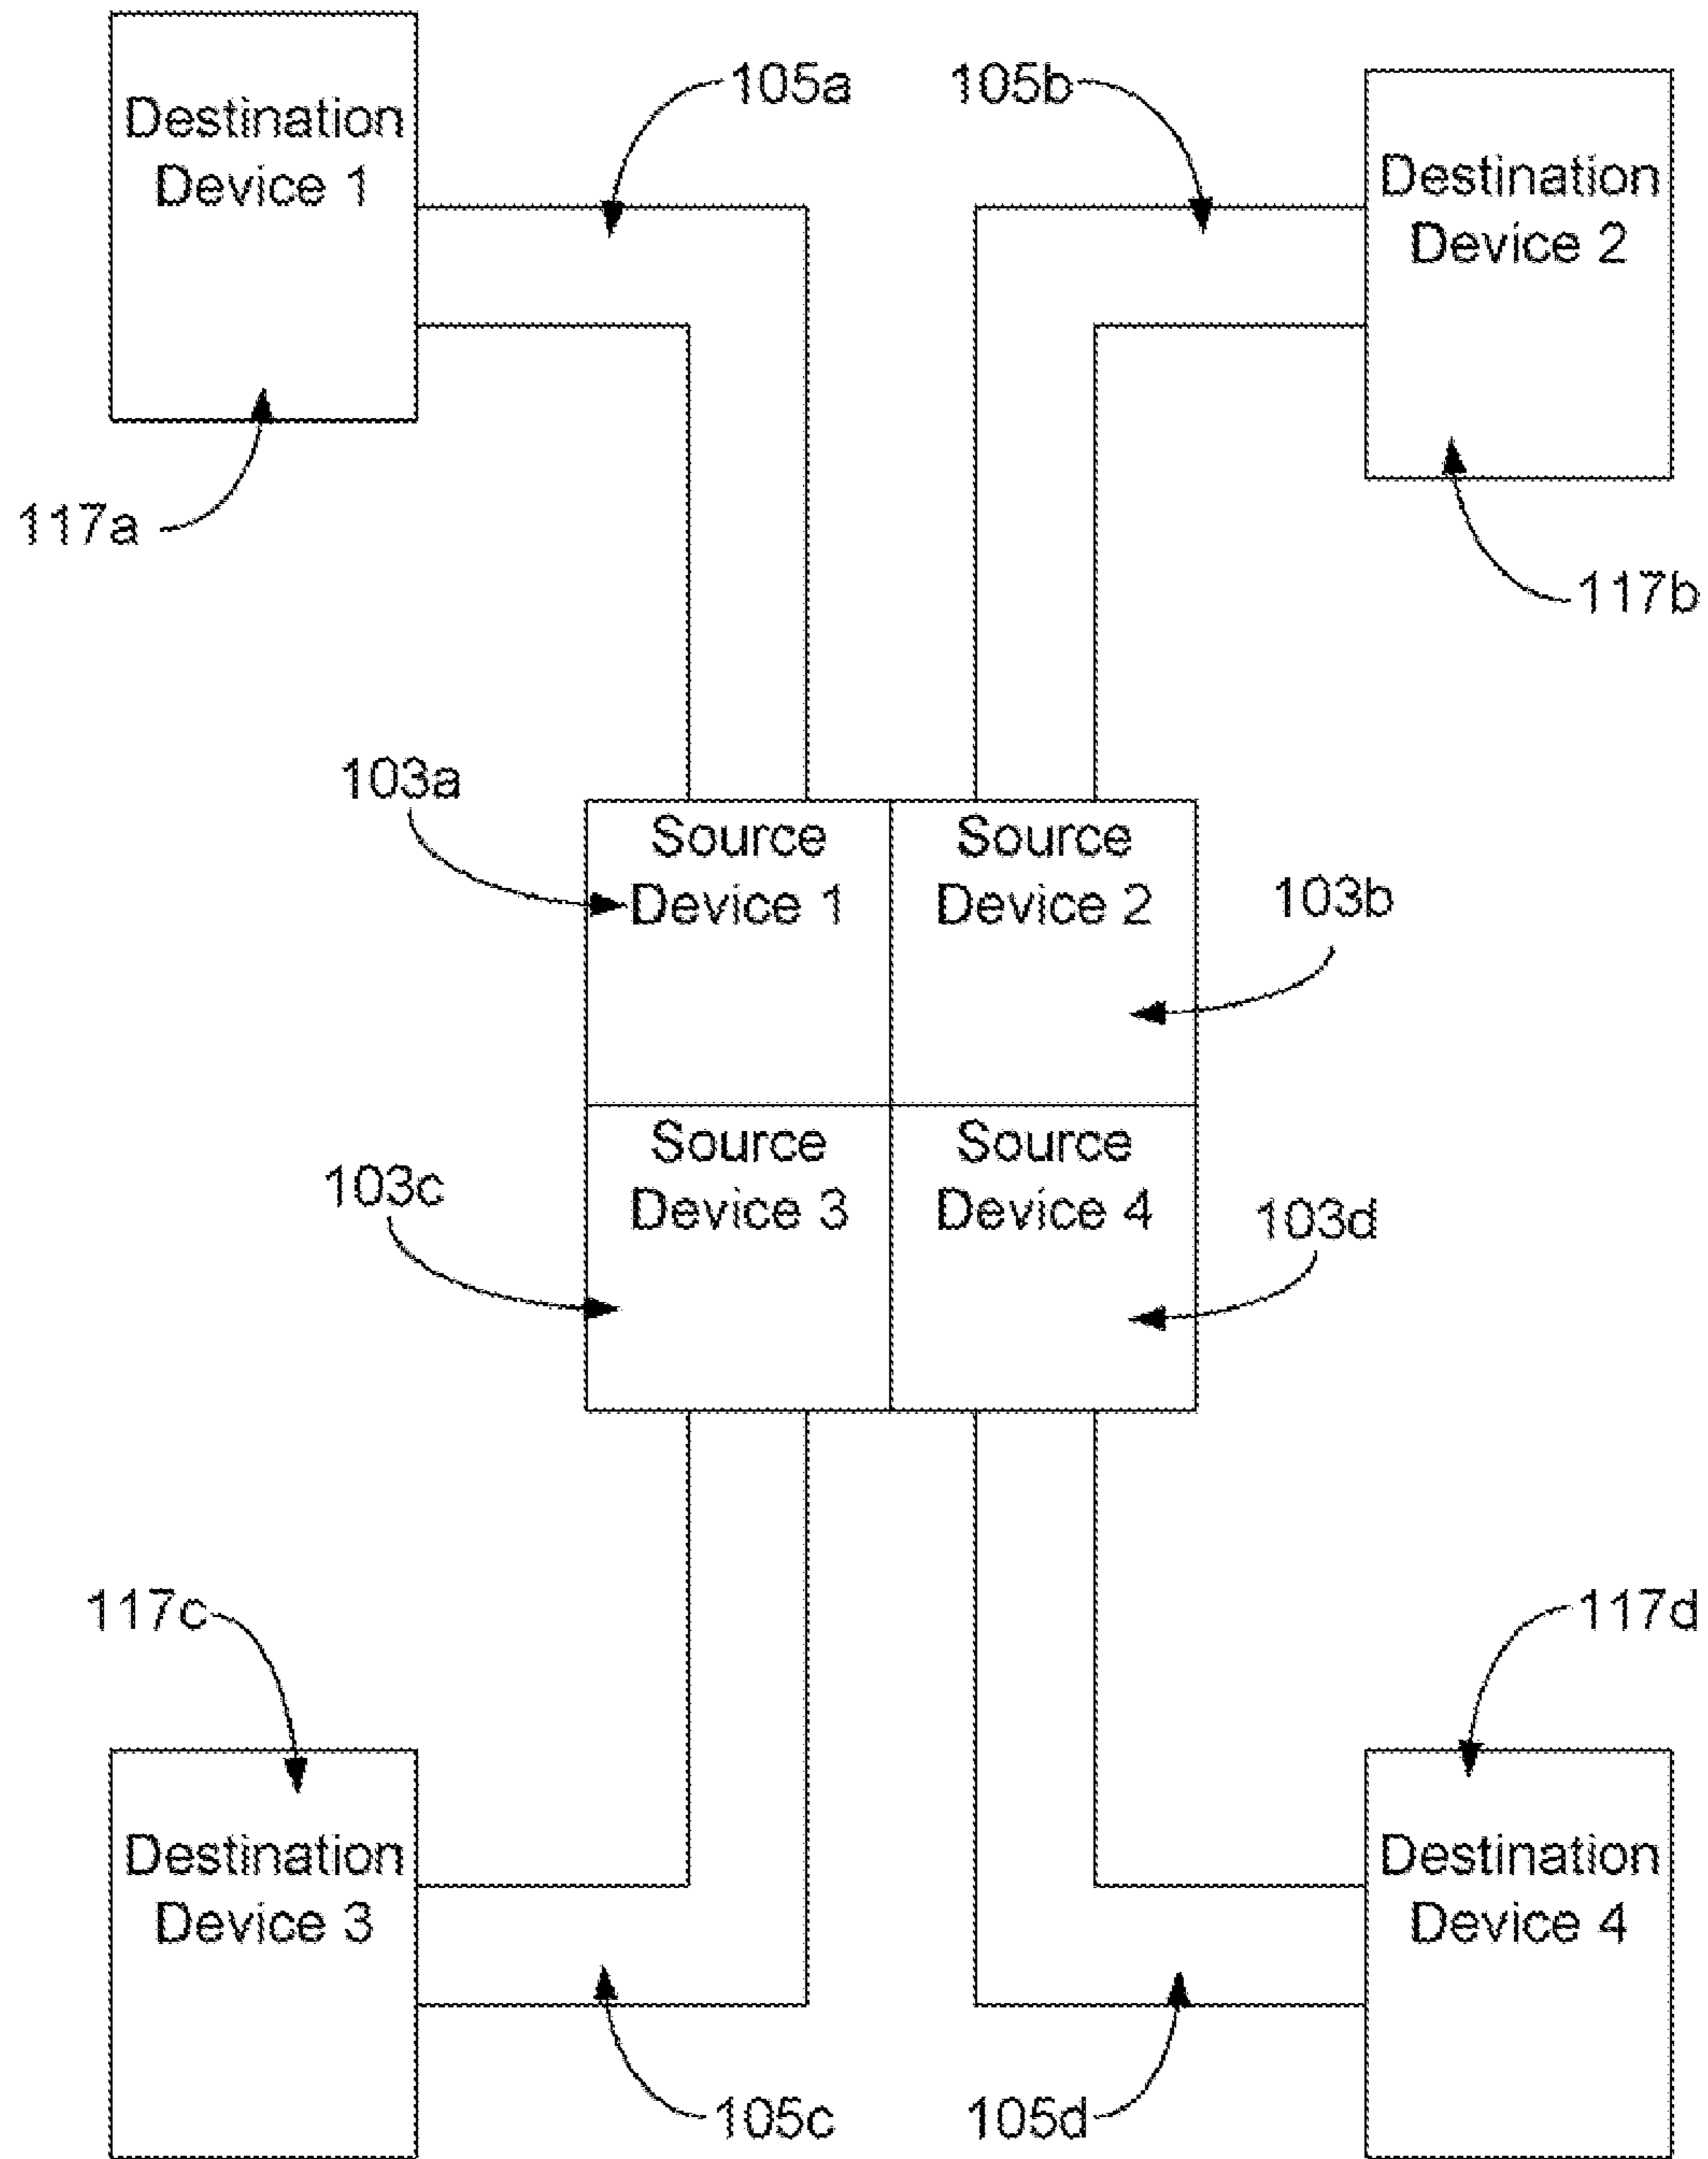 105a
105b
Destination
Device 1
Destination
Device 2
117a
117b
103a
Source
Device 1
Source
Device 2
103b
103c
Source
Device 3
Source
Device 4
103d
117c
117d
Destination
Device 3
Destination
Device 4
105c
105d